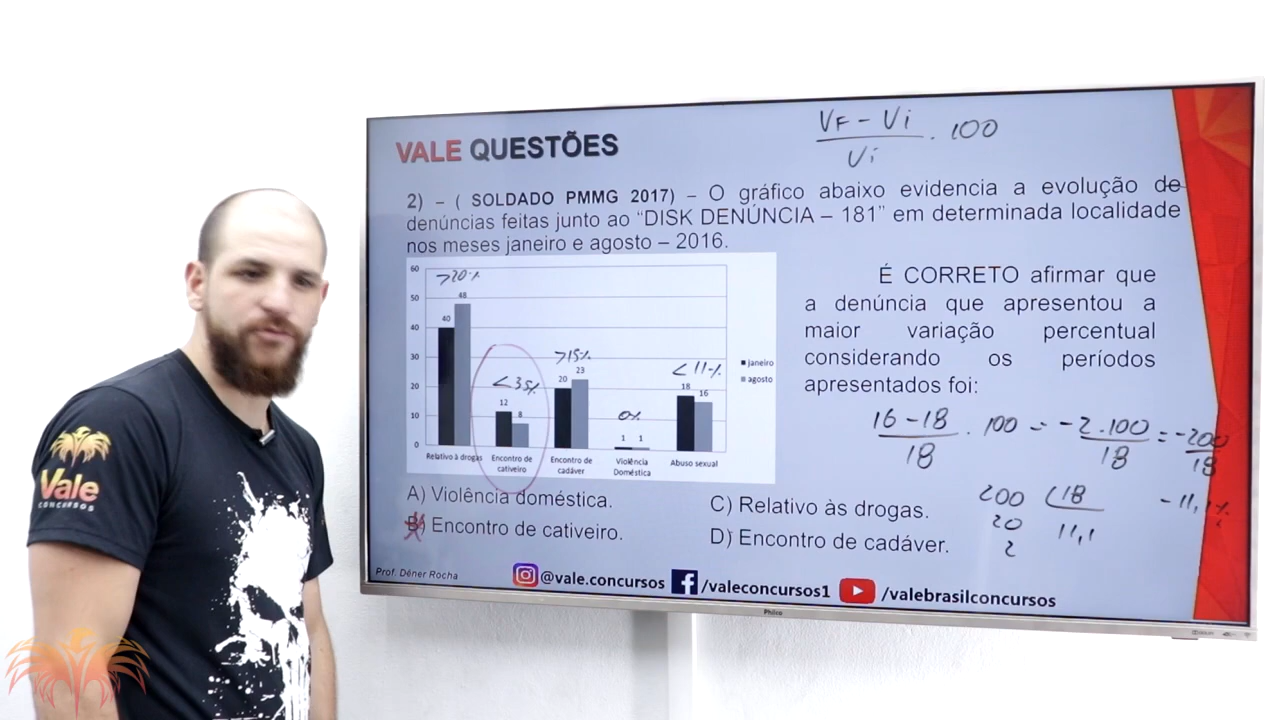 VALE QUESTÕES
VF - Vi
Vi
. 100
2) – ( SOLDADO PMMG 2017) – O gráfico abaixo evidencia a evolução de
denúncias feitas junto ao “DISK DENÚNCIA – 181” em determinada localidade
nos meses janeiro e agosto – 2016.
60
50
40
30
20
10
0
>20%
40
48
<35%
12
8
>15%
20
23
0%
1
1
<11%
18
16
Relativo à drogas
Encontro de
cativeiro
Encontro de
cadáver
Violência
Doméstica
Abuso sexual
janeiro
agosto
É CORRETO afirmar que
a denúncia que apresentou a
maior variação percentual
considerando os períodos
apresentados foi:
16 - 18
18
. 100 = -2.100 = -200
18
18
200 18
20 11,1
2
-11,1%
A) Violência doméstica.
B) Encontro de cativeiro.
C) Relativo às drogas.
D) Encontro de cadáver.
Prof. Déner Rocha
@vale.concursos
/valeconcursos1
/valebrasilconcursos
Philco
Vale
CONCURSOS